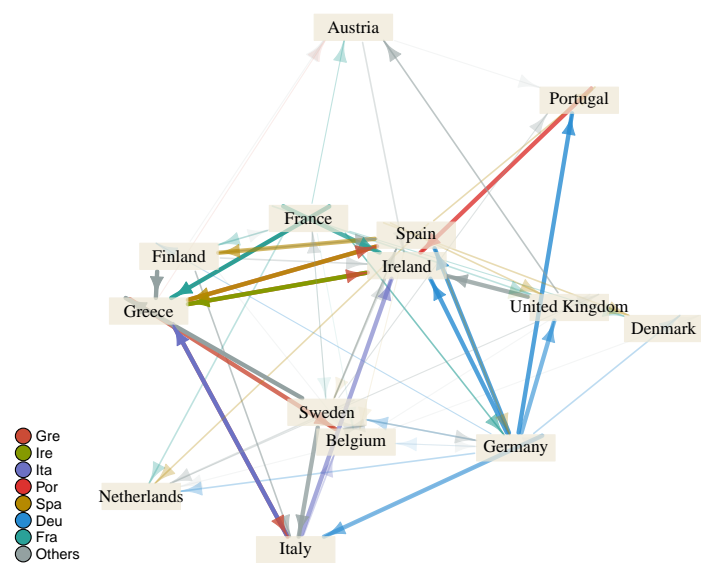 Austria
Portugal
France
Spain
Finland
Ireland
Greece
United Kingdom
Denmark
Sweden
Belgium
Germany
Netherlands
Italy
Gre
Ire
Ita
Por
Spa
Deu
Fra
Others